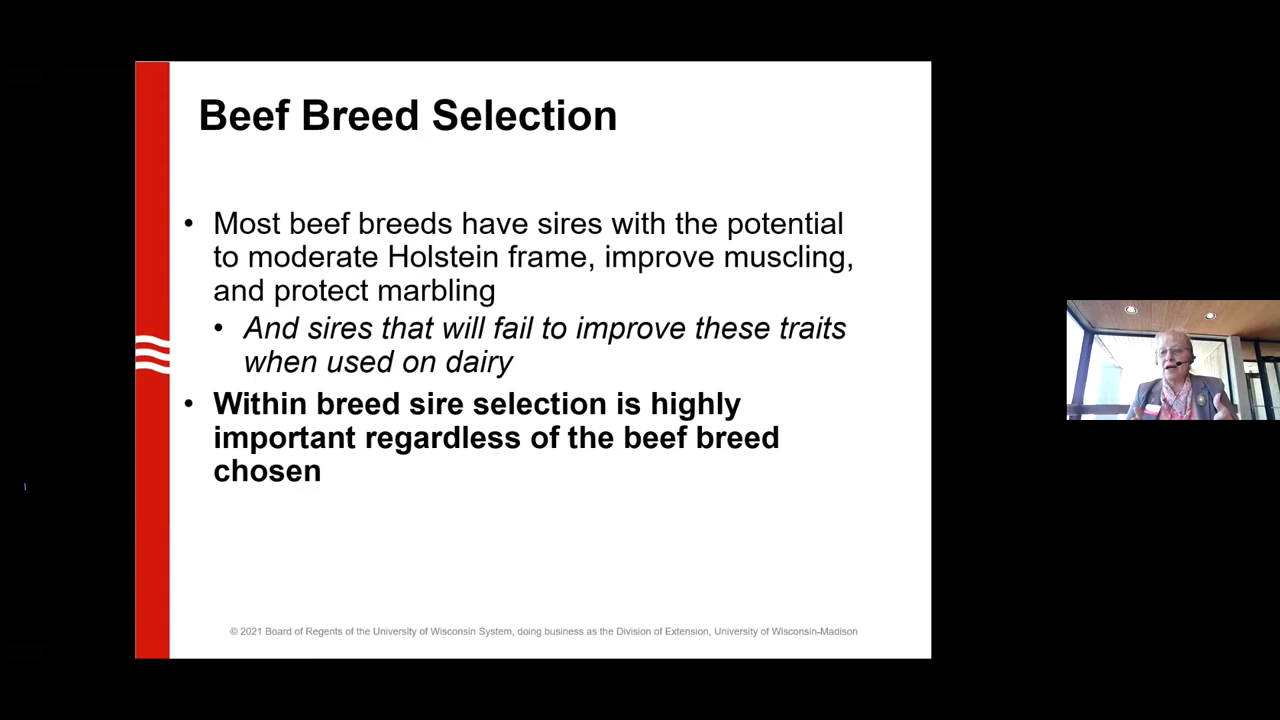 Beef Breed Selection
• Most beef breeds have sires with the potential
to moderate Holstein frame, improve muscling,
and protect marbling
• And sires that will fail to improve these traits
when used on dairy
• Within breed sire selection is highly
important regardless of the beef breed
chosen
© 2021 Board of Regents of the University of Wisconsin System, doing business as the Division of Extension, University of Wisconsin-Madison